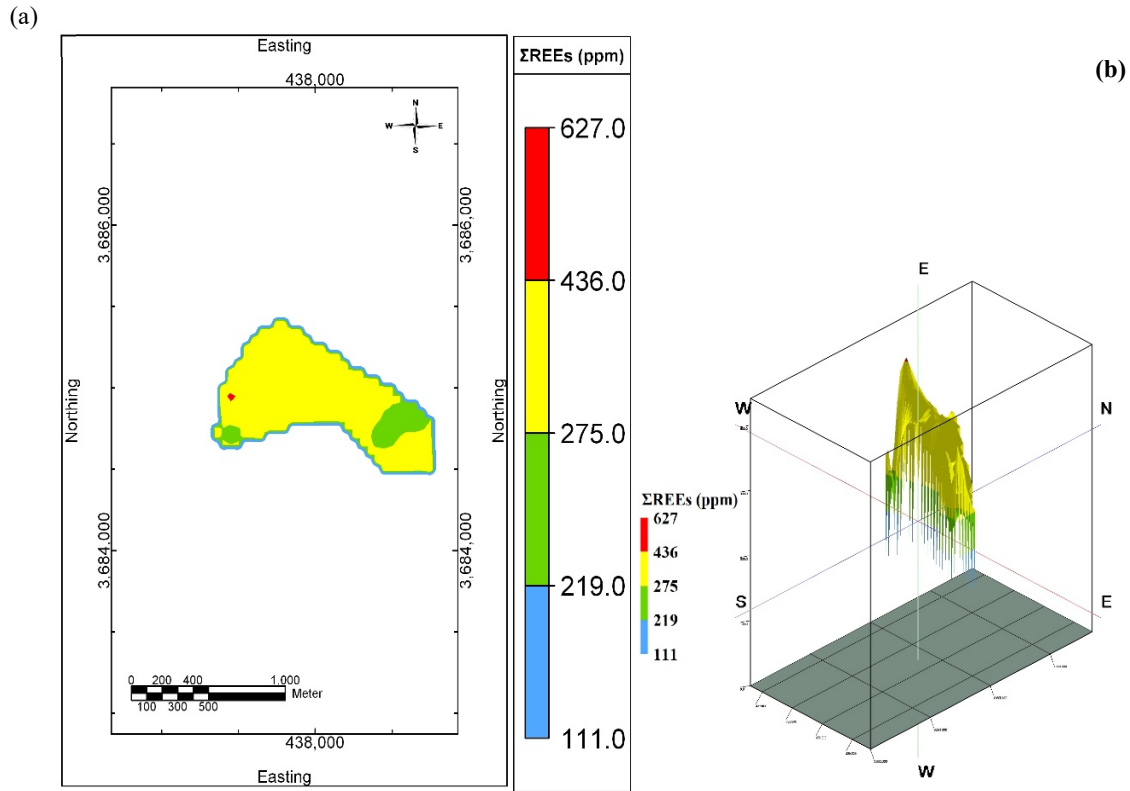 (a)
Easting
438,000
N
W E
S
3,686,000
3,686,000
Northing
Northing
3,684,000
3,684,000
0 200 400 1.000
Meter
100 300 500
438,000
Easting
ΣREEs (ppm)
627.0
436.0
275.0
219.0
111.0
(b)
E
W
N
S
E
W
ΣREEs (ppm)
627
436
275
219
111